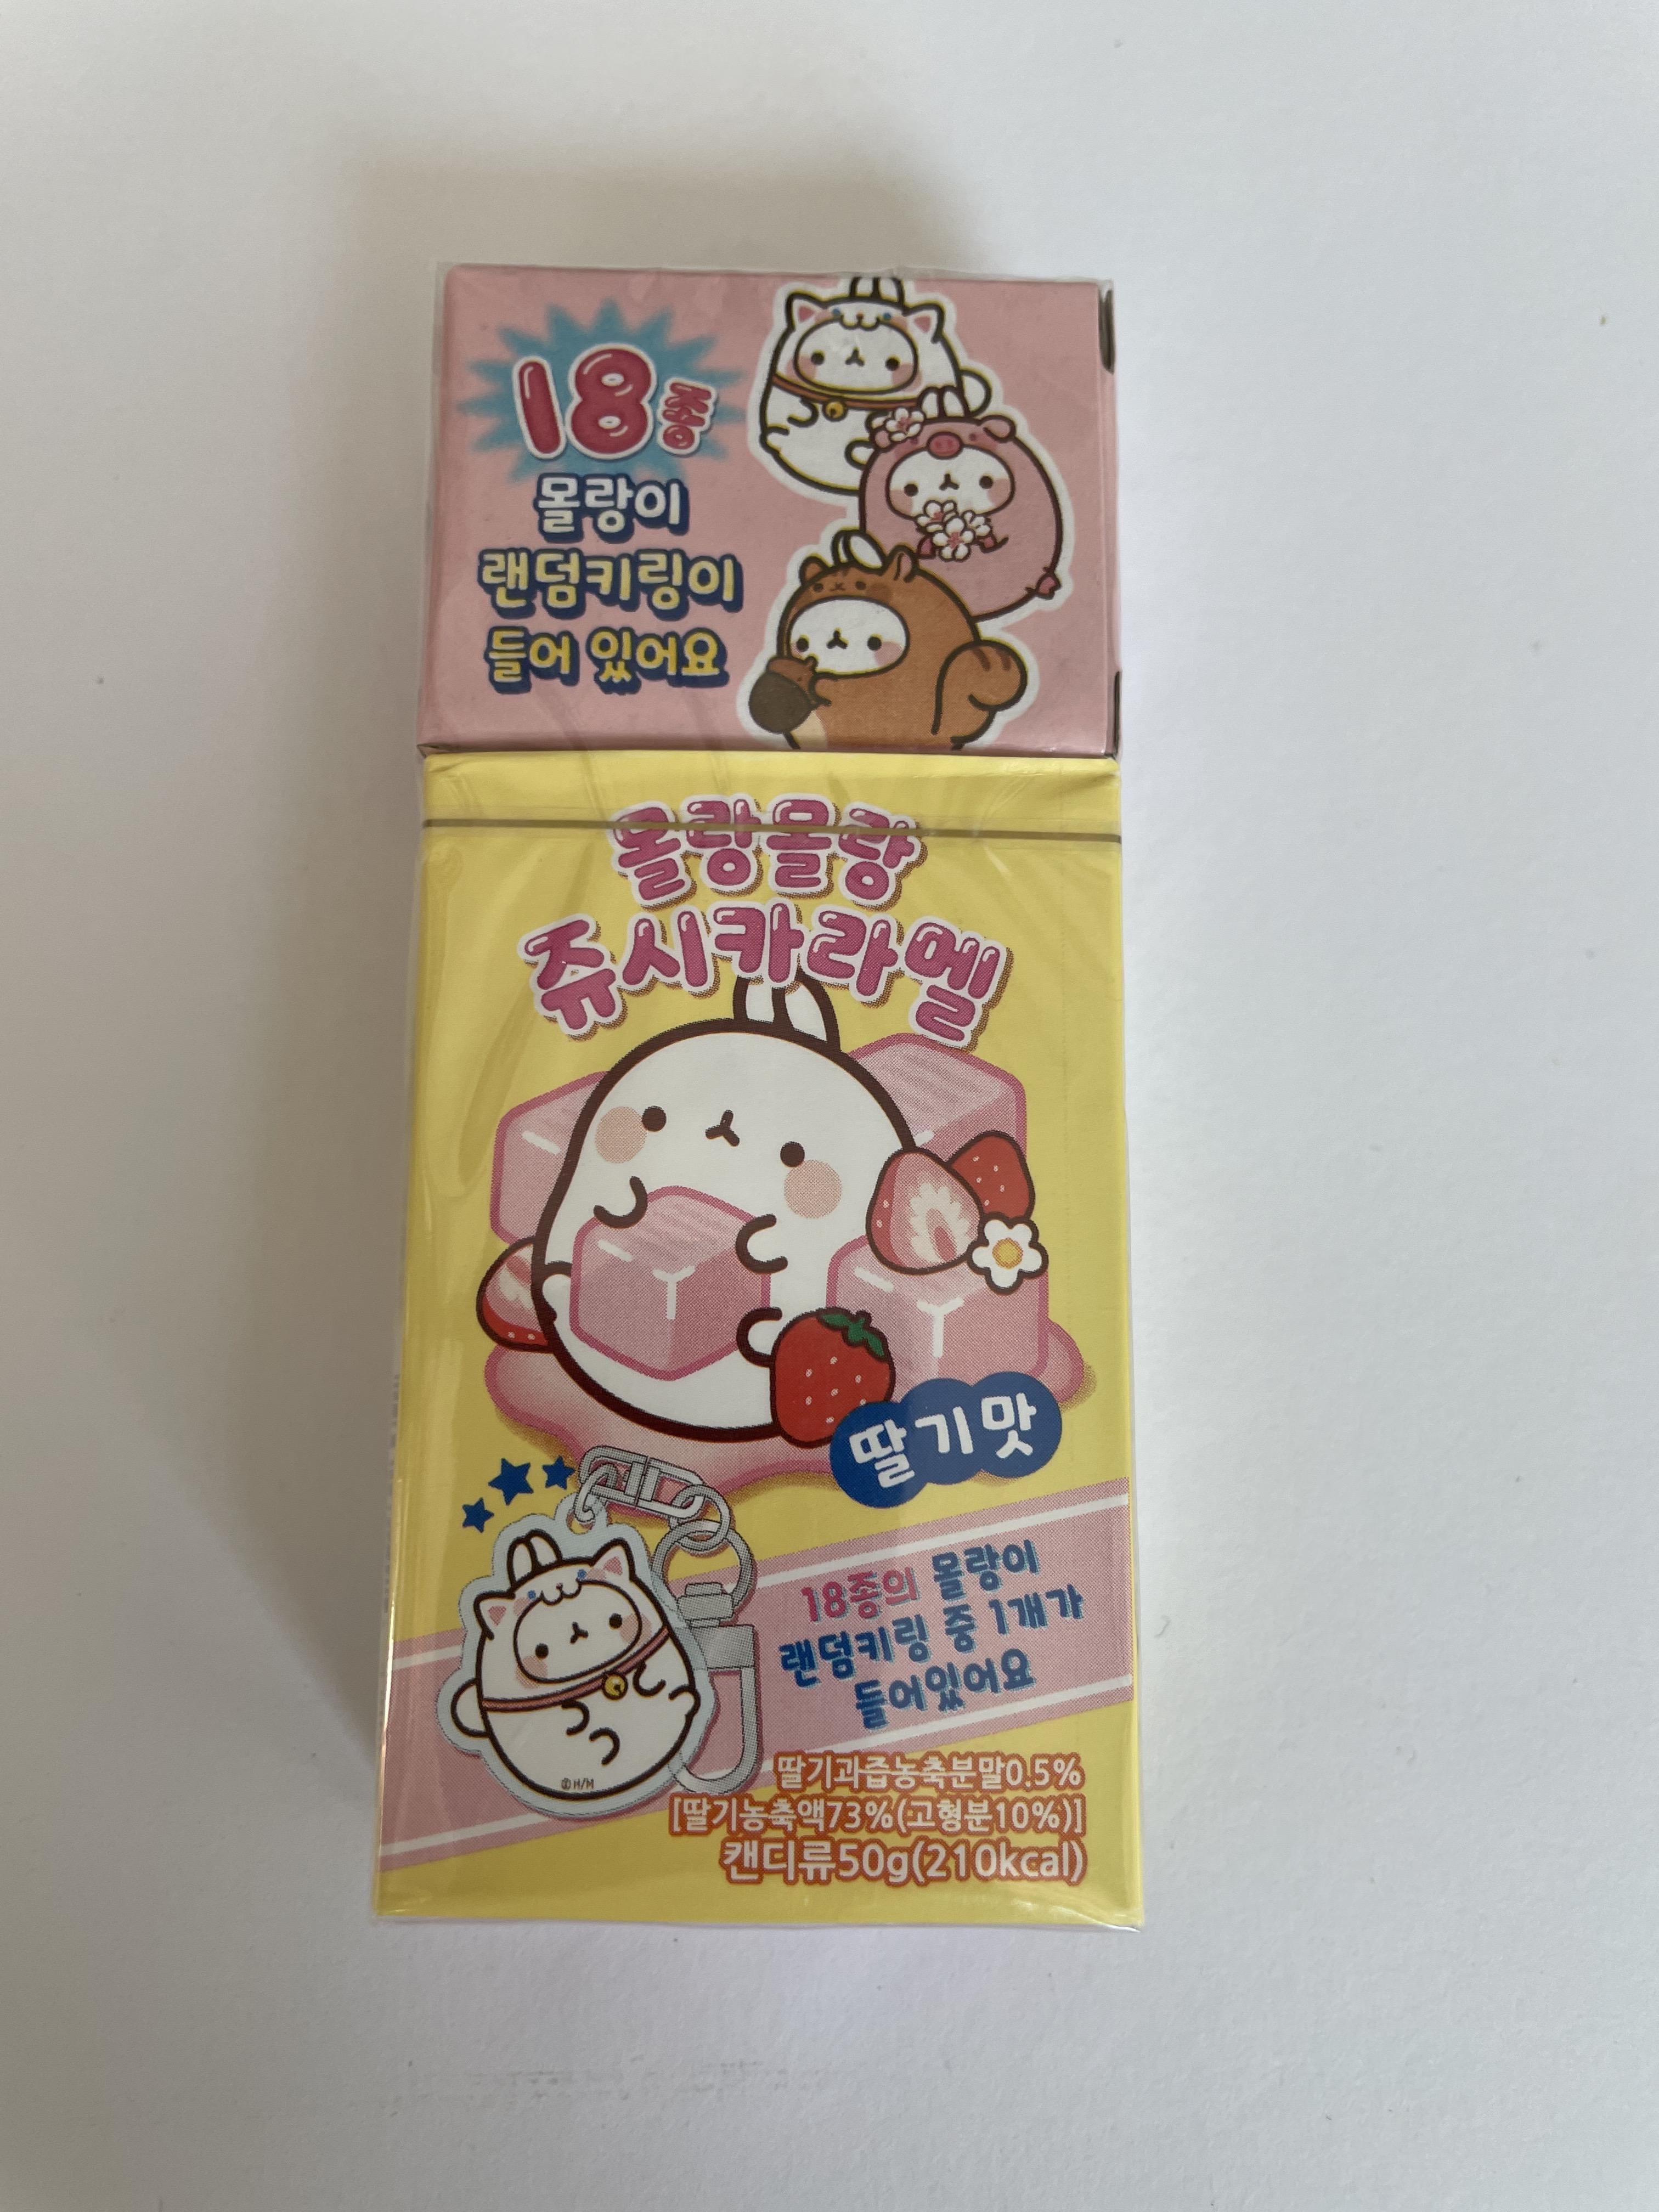 18종
몰랑이
랜덤키링이
들어 있어요
몰랑몰랑
쥬시카라멜
딸기맛
18종의 몰랑이
랜덤키링 중 1개가
들어있어요
딸기과즙농축분말0.5%
[딸기농축액73%(고형분10%)]
캔디류50g(210kcal)